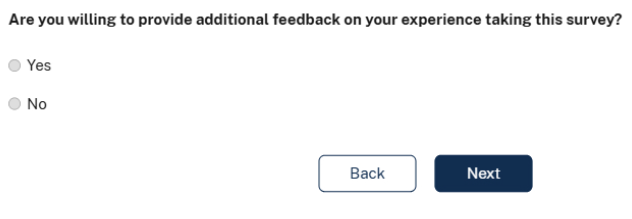 Are you willing to provide additional feedback on your experience taking this survey?
Yes
No
Back Next